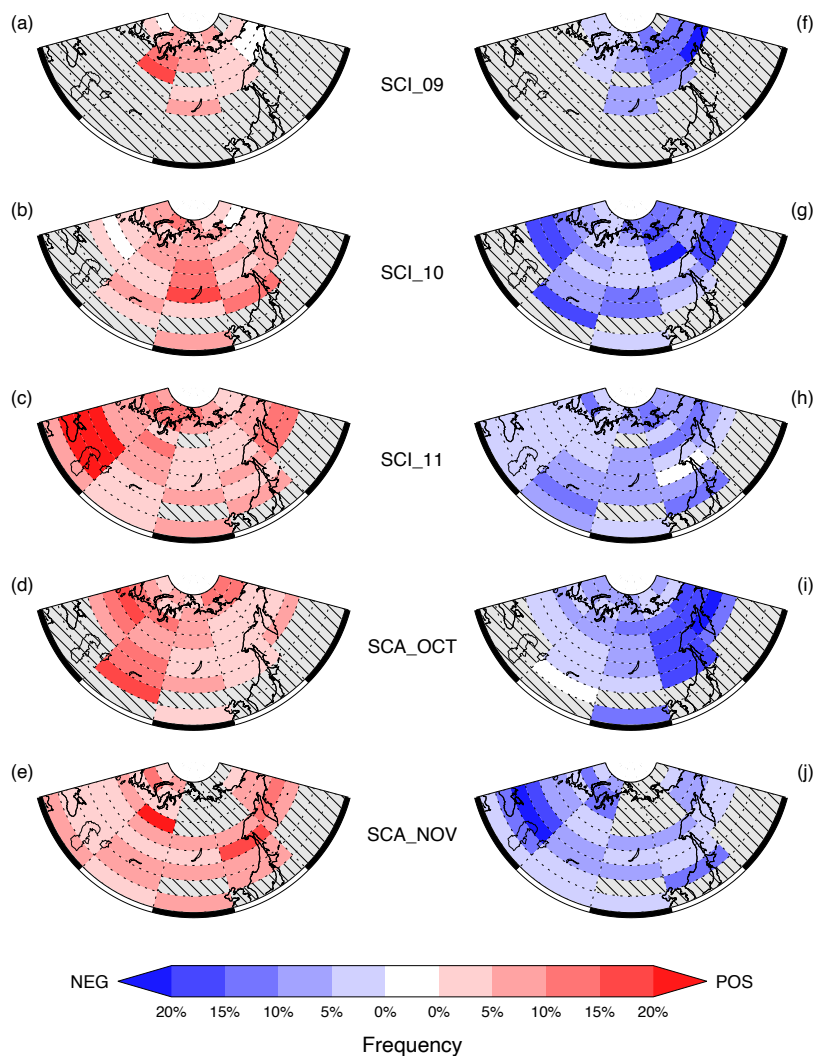 (a)
(f)
SCI_09
(b)
(g)
SCI_10
(c)
(h)
SCI_11
(d)
(i)
SCA_OCT
(e)
(j)
SCA_NOV
NEG POS
20% 15% 10% 5% 0% 0% 5% 10% 15% 20%
Frequency